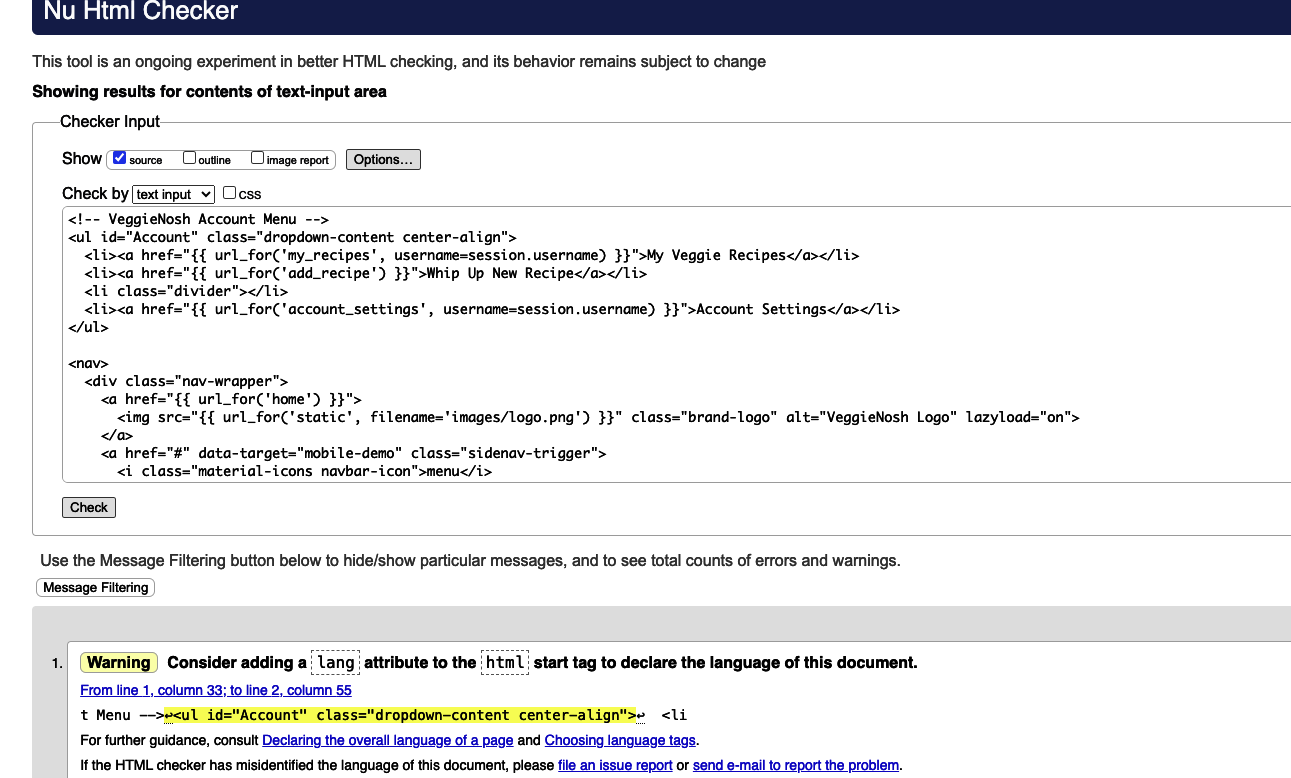 Nu Html Checker
This tool is an ongoing experiment in better HTML checking, and its behavior remains subject to change
Showing results for contents of text-input area
Checker Input
Show source outline image report Options...
Check by text input css
<!-- VeggieNosh Account Menu -->
<ul id="Account" class="dropdown-content center-align">
  <li><a href="{{ url_for('my_recipes', username=session.username) }}">My Veggie Recipes</a></li>
  <li><a href="{{ url_for('add_recipe') }}">Whip Up New Recipe</a></li>
  <li class="divider"></li>
  <li><a href="{{ url_for('account_settings', username=session.username) }}">Account Settings</a></li>
</ul>
<nav>
  <div class="nav-wrapper">
    <a href="{{ url_for('home') }}">
      <img src="{{ url_for('static', filename='images/logo.png') }}" class="brand-logo" alt="VeggieNosh Logo" lazyload="on">
    </a>
    <a href="#" data-target="mobile-demo" class="sidenav-trigger">
      <i class="material-icons navbar-icon">menu</i>
Check
Use the Message Filtering button below to hide/show particular messages, and to see total counts of errors and warnings.
Message Filtering
1. Warning Consider adding a lang attribute to the html start tag to declare the language of this document.
From line 1, column 33; to line 2, column 55
t Menu -->↩<ul id="Account" class="dropdown-content center-align">↩  <li
For further guidance, consult Declaring the overall language of a page and Choosing language tags.
If the HTML checker has misidentified the language of this document, please file an issue report or send e-mail to report the problem.